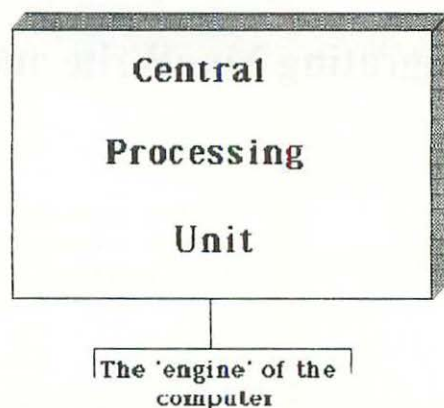 Central
Processing
Unit
The 'engine' of the
computer